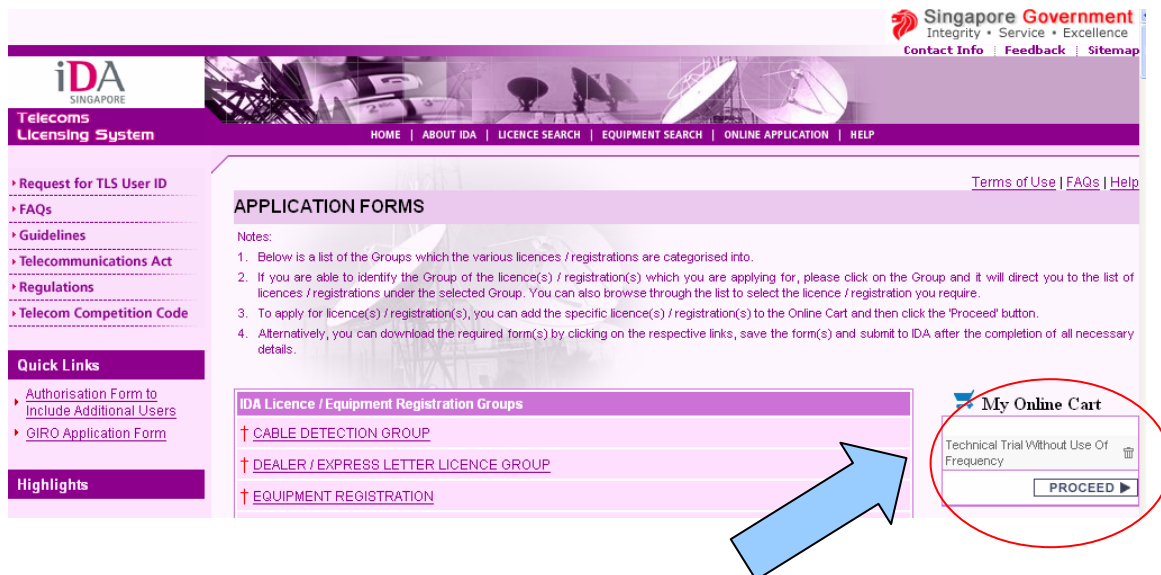 Singapore Government
Integrity • Service • Excellence
Contact Info | Feedback | Sitemap
iDA
SINGAPORE
Telecoms
Licensing System
HOME | ABOUT IDA | LICENCE SEARCH | EQUIPMENT SEARCH | ONLINE APPLICATION | HELP
Request for TLS User ID
FAQs
Guidelines
Telecommunications Act
Regulations
Telecom Competition Code
Quick Links
Authorisation Form to
Include Additional Users
GIRO Application Form
Highlights
Terms of Use | FAQs | Help
APPLICATION FORMS
Notes:
1. Below is a list of the Groups which the various licences / registrations are categorised into.
2. If you are able to identify the Group of the licence(s) / registration(s) which you are applying for, please click on the Group and it will direct you to the list of
licences / registrations under the selected Group. You can also browse through the list to select the licence / registration you require.
3. To apply for licence(s) / registration(s), you can add the specific licence(s) / registration(s) to the Online Cart and then click the 'Proceed' button.
4. Alternatively, you can download the required form(s) by clicking on the respective links, save the form(s) and submit to IDA after the completion of all necessary
details.
IDA Licence / Equipment Registration Groups
† CABLE DETECTION GROUP
† DEALER / EXPRESS LETTER LICENCE GROUP
† EQUIPMENT REGISTRATION
My Online Cart
Technical Trial Without Use Of
Frequency
PROCEED